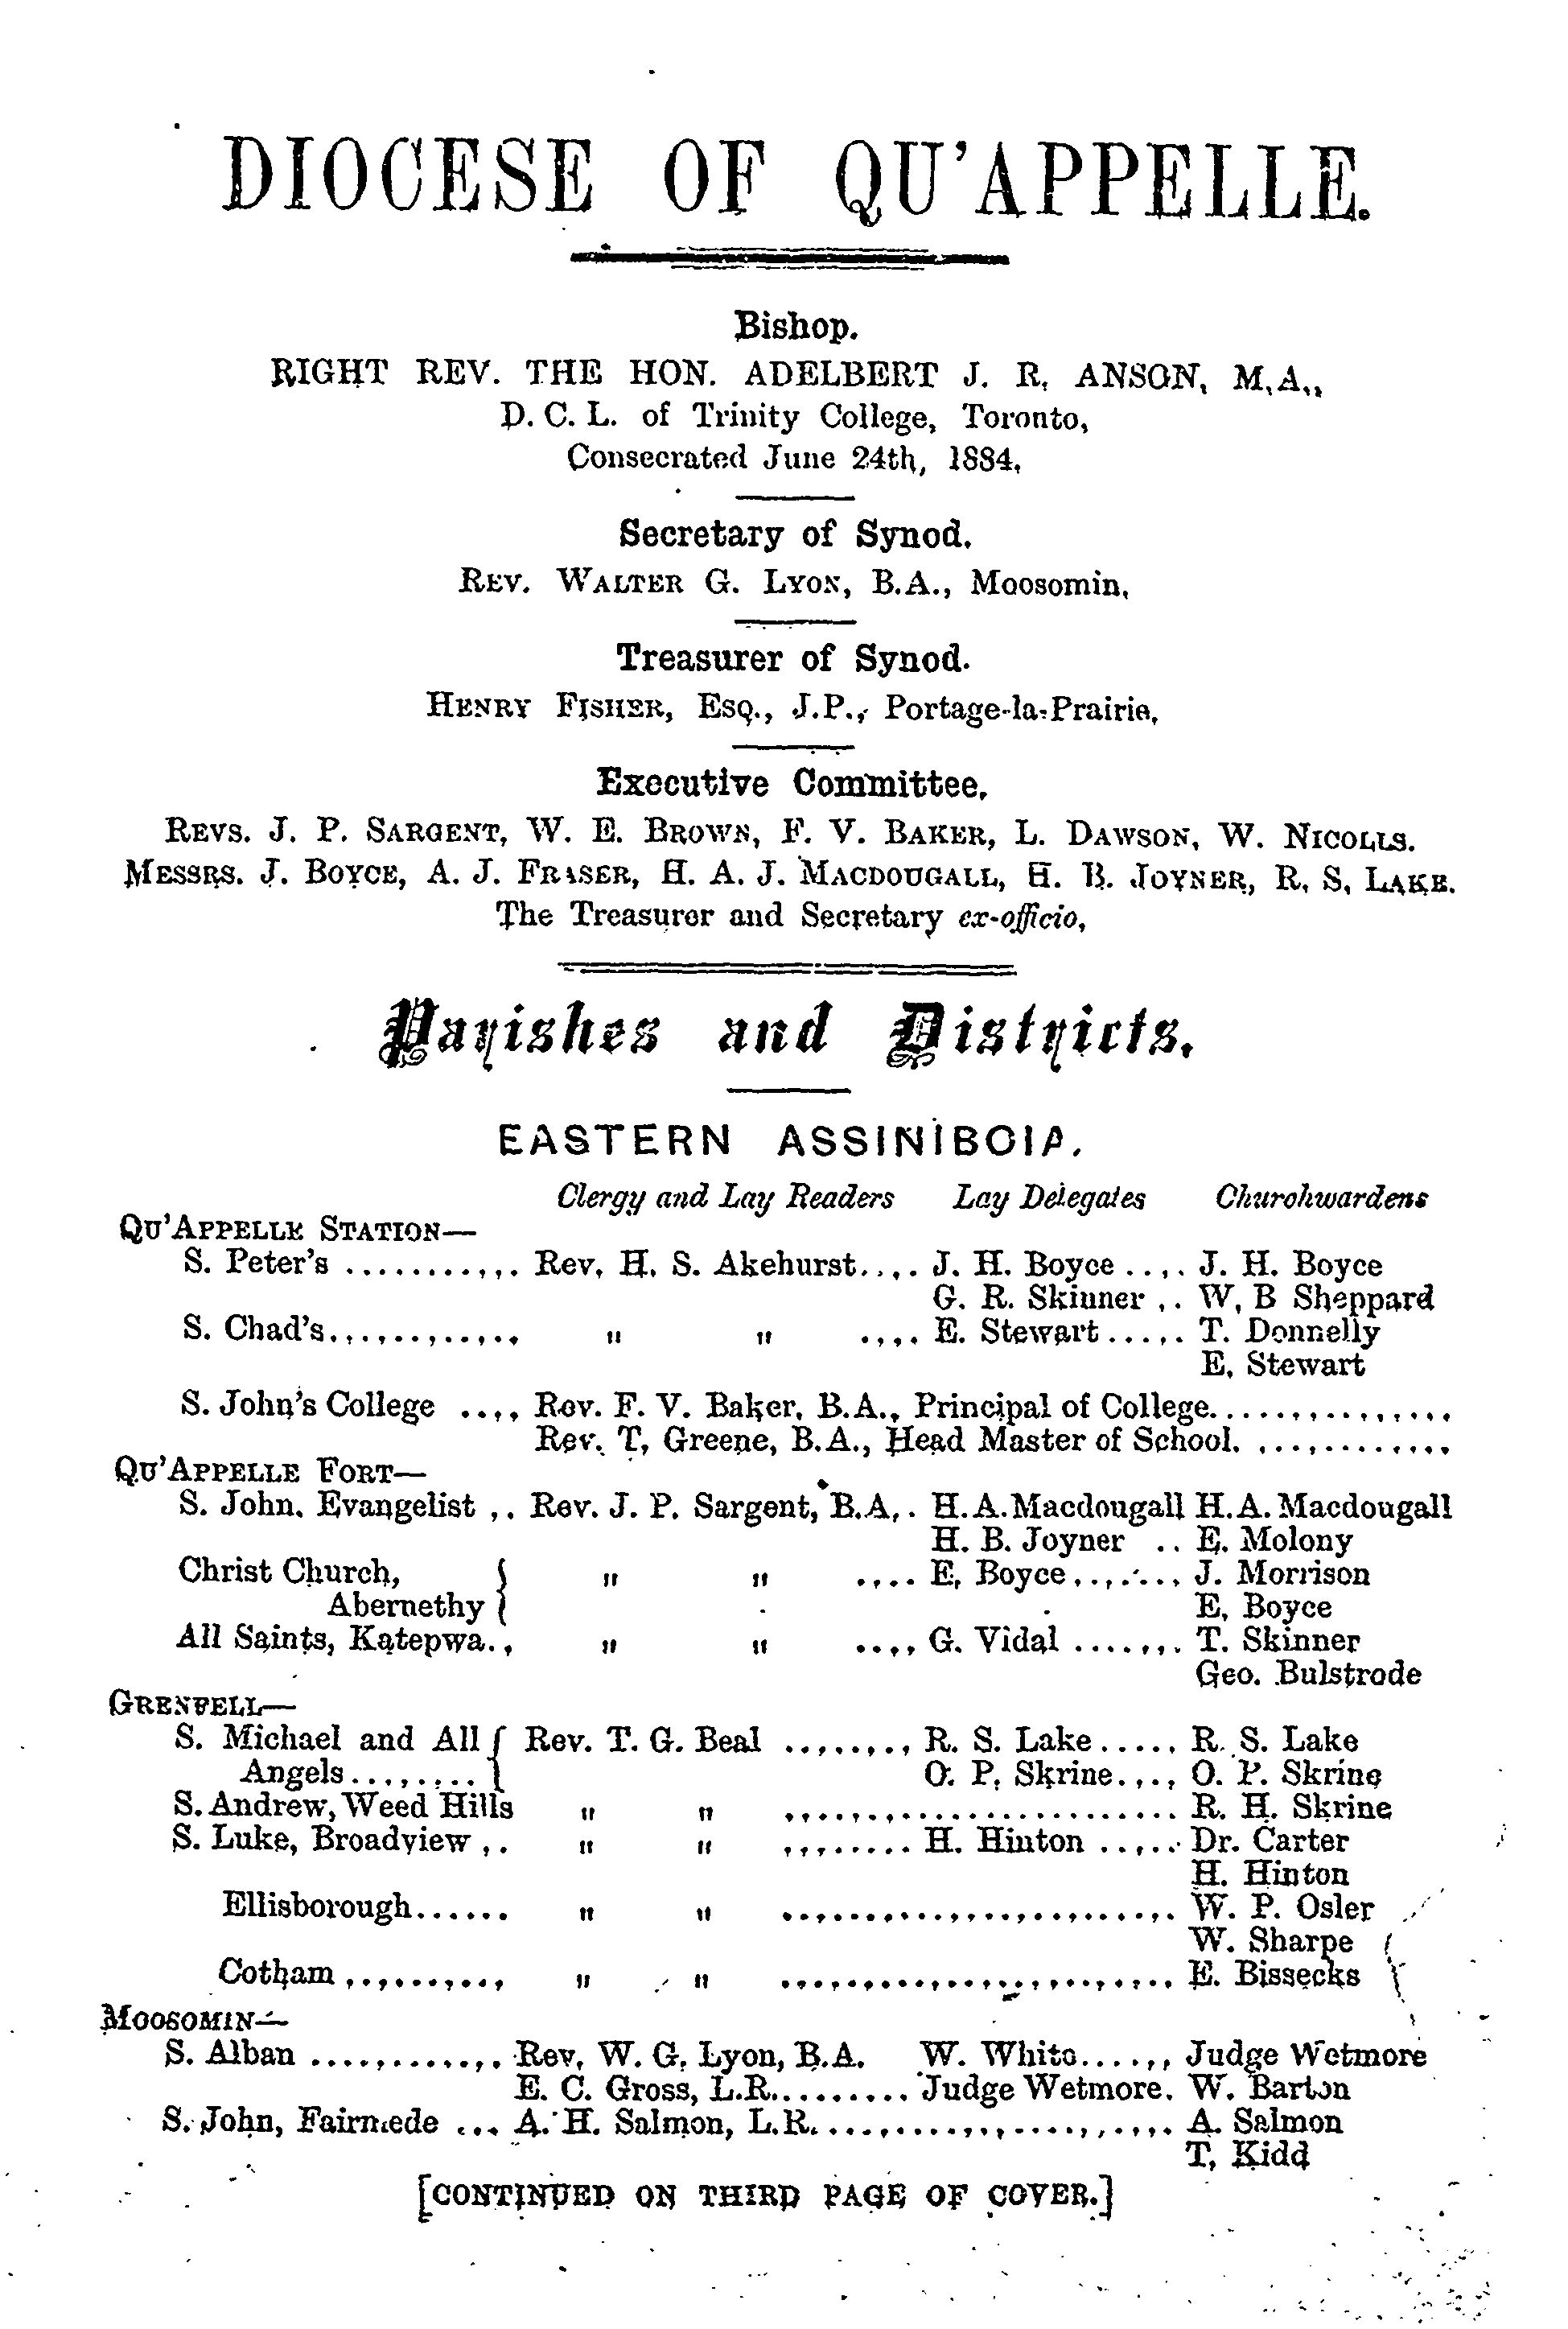 DIOCESE OF QU'APPELLE.
Bishop.
RIGHT REV. THE HON. ADELBERT J. R. ANSON, M.A.,
D. C. L. of Trinity College, Toronto,
Consecrated June 24th, 1884.
Secretary of Synod.
REV. WALTER G. LYON, B.A., Moosomin.
Treasurer of Synod.
HENRY FISHER, ESQ., J.P., Portage-la-Prairie.
Executive Committee.
REVS. J. P. SARGENT, W. E. BROWN, F. V. BAKER, L. DAWSON, W. NICOLLS.
MESSRS. J. BOYCE, A. J. FRASER, H. A. J. MACDOUGALL, H. B. JOYNER, R. S. LAKE.
The Treasurer and Secretary ex-officio.
Parishes and Districts.
EASTERN ASSINIBOIA.
Clergy and Lay Readers Lay Delegates Churchwardens
QU'APPELLE STATION—
S. Peter's ........... Rev. H. S. Akehurst.... J. H. Boyce .... J. H. Boyce
G. R. Skinner .. W. B Sheppard
S. Chad's............ " " .... E. Stewart...... T. Donnelly
E. Stewart
S. John's College .... Rev. F. V. Baker, B.A., Principal of College...............
Rev. T. Greene, B.A., Head Master of School. ............
QU'APPELLE FORT—
S. John. Evangelist .. Rev. J. P. Sargent, B.A.. H.A.Macdougall H.A.Macdougall
H. B. Joyner .. E. Molony
Christ Church, { " " .... E. Boyce....... J. Morrison
Abernethy { E. Boyce
All Saints, Katepwa.. " " .... G. Vidal ....... T. Skinner
Geo. Bulstrode
GRENFELL—
S. Michael and All { Rev. T. G. Beal ........ R. S. Lake..... R. S. Lake
Angels........ { O. P. Skrine.... O. P. Skrine
S. Andrew, Weed Hills " " ........................ R. H. Skrine
S. Luke, Broadview .. " " ........ H. Hinton ..... Dr. Carter
H. Hinton
Ellisborough...... " " ........................ W. P. Osler
W. Sharpe
Cotham .......... " " ........................ E. Bissecks
MOOSOMIN—
S. Alban ............ Rev. W. G. Lyon, B.A. W. White...... Judge Wetmore
E. C. Gross, L.R......... Judge Wetmore. W. Barton
S. John, Fairmede ... A. H. Salmon, L.R...................... A. Salmon
T. Kidd
[CONTINUED ON THIRD PAGE OF COVER.]